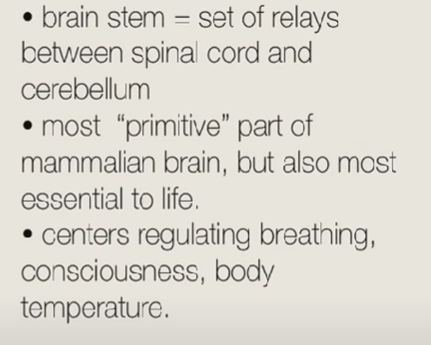 • brain stem = set of relays
between spinal cord and
cerebellum
• most “primitive” part of
mammalian brain, but also most
essential to life.
• centers regulating breathing,
consciousness, body
temperature.